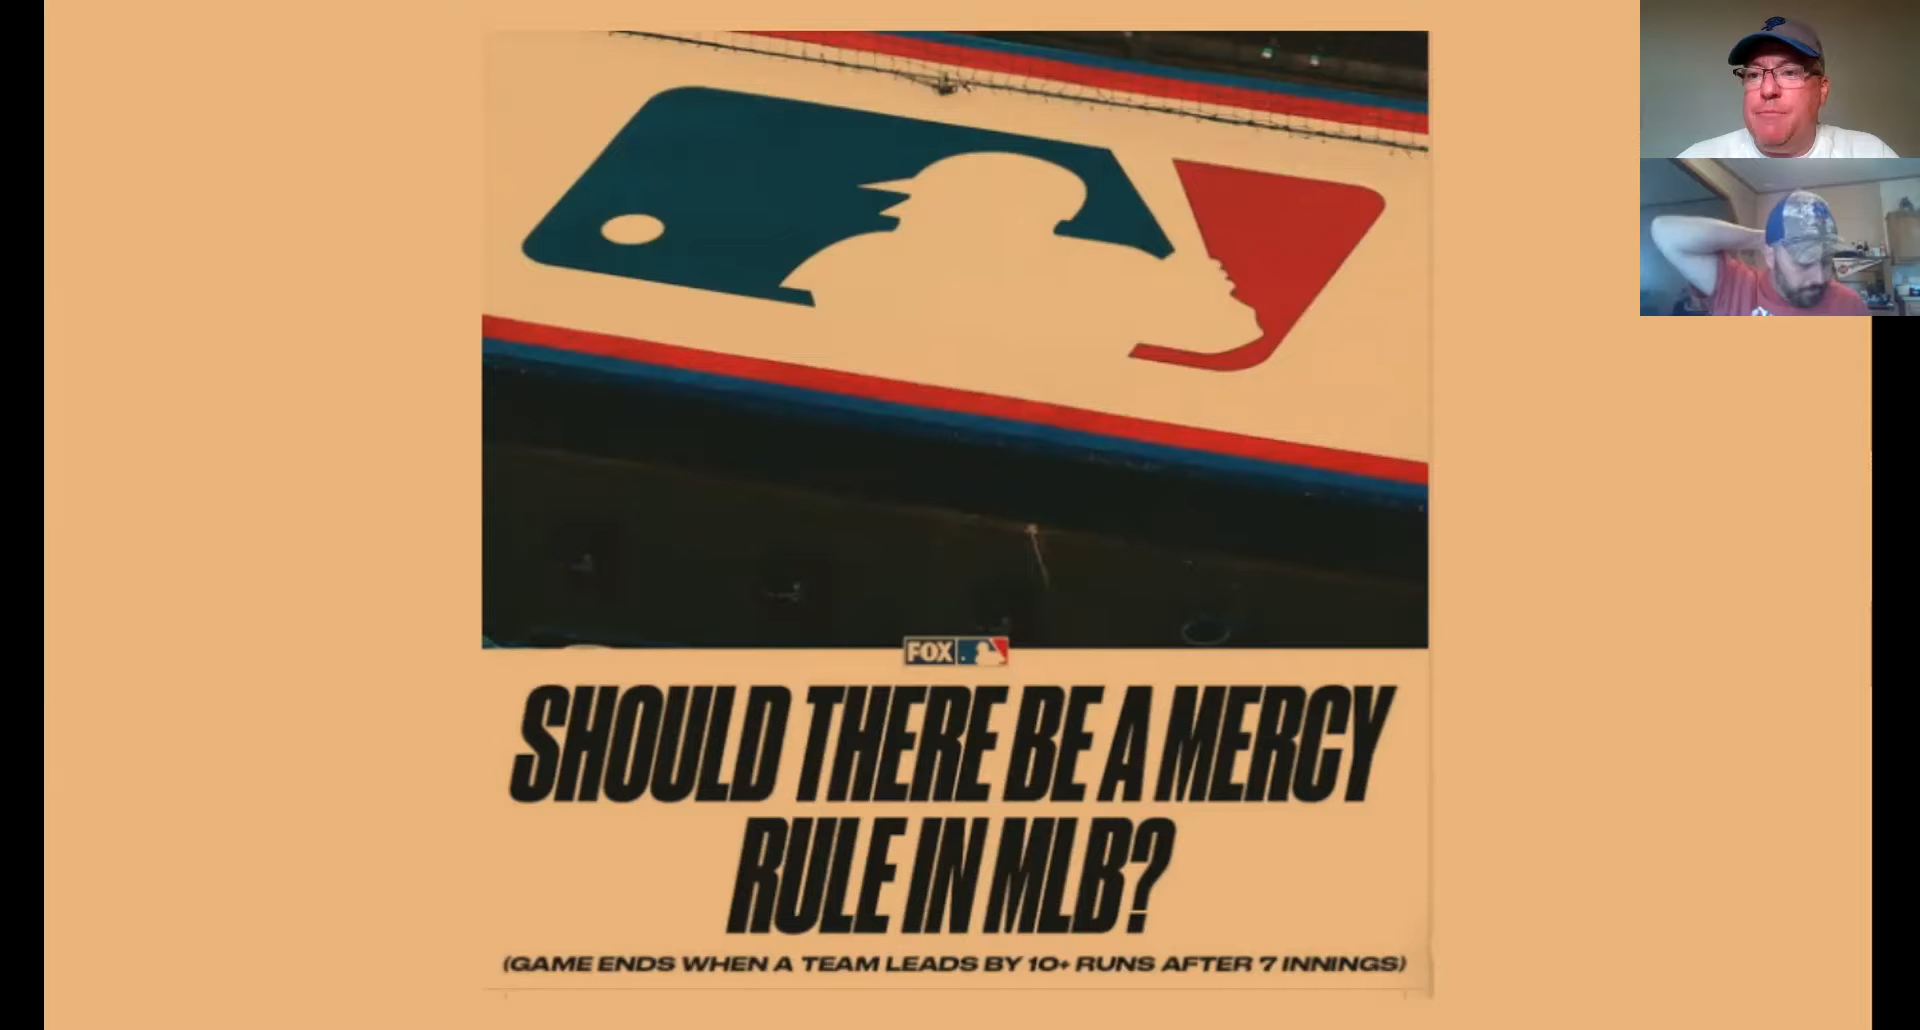 FOX
SHOULD THERE BE A MERCY
RULE IN MLB?
(GAME ENDS WHEN A TEAM LEADS BY 10+ RUNS AFTER 7 INNINGS)